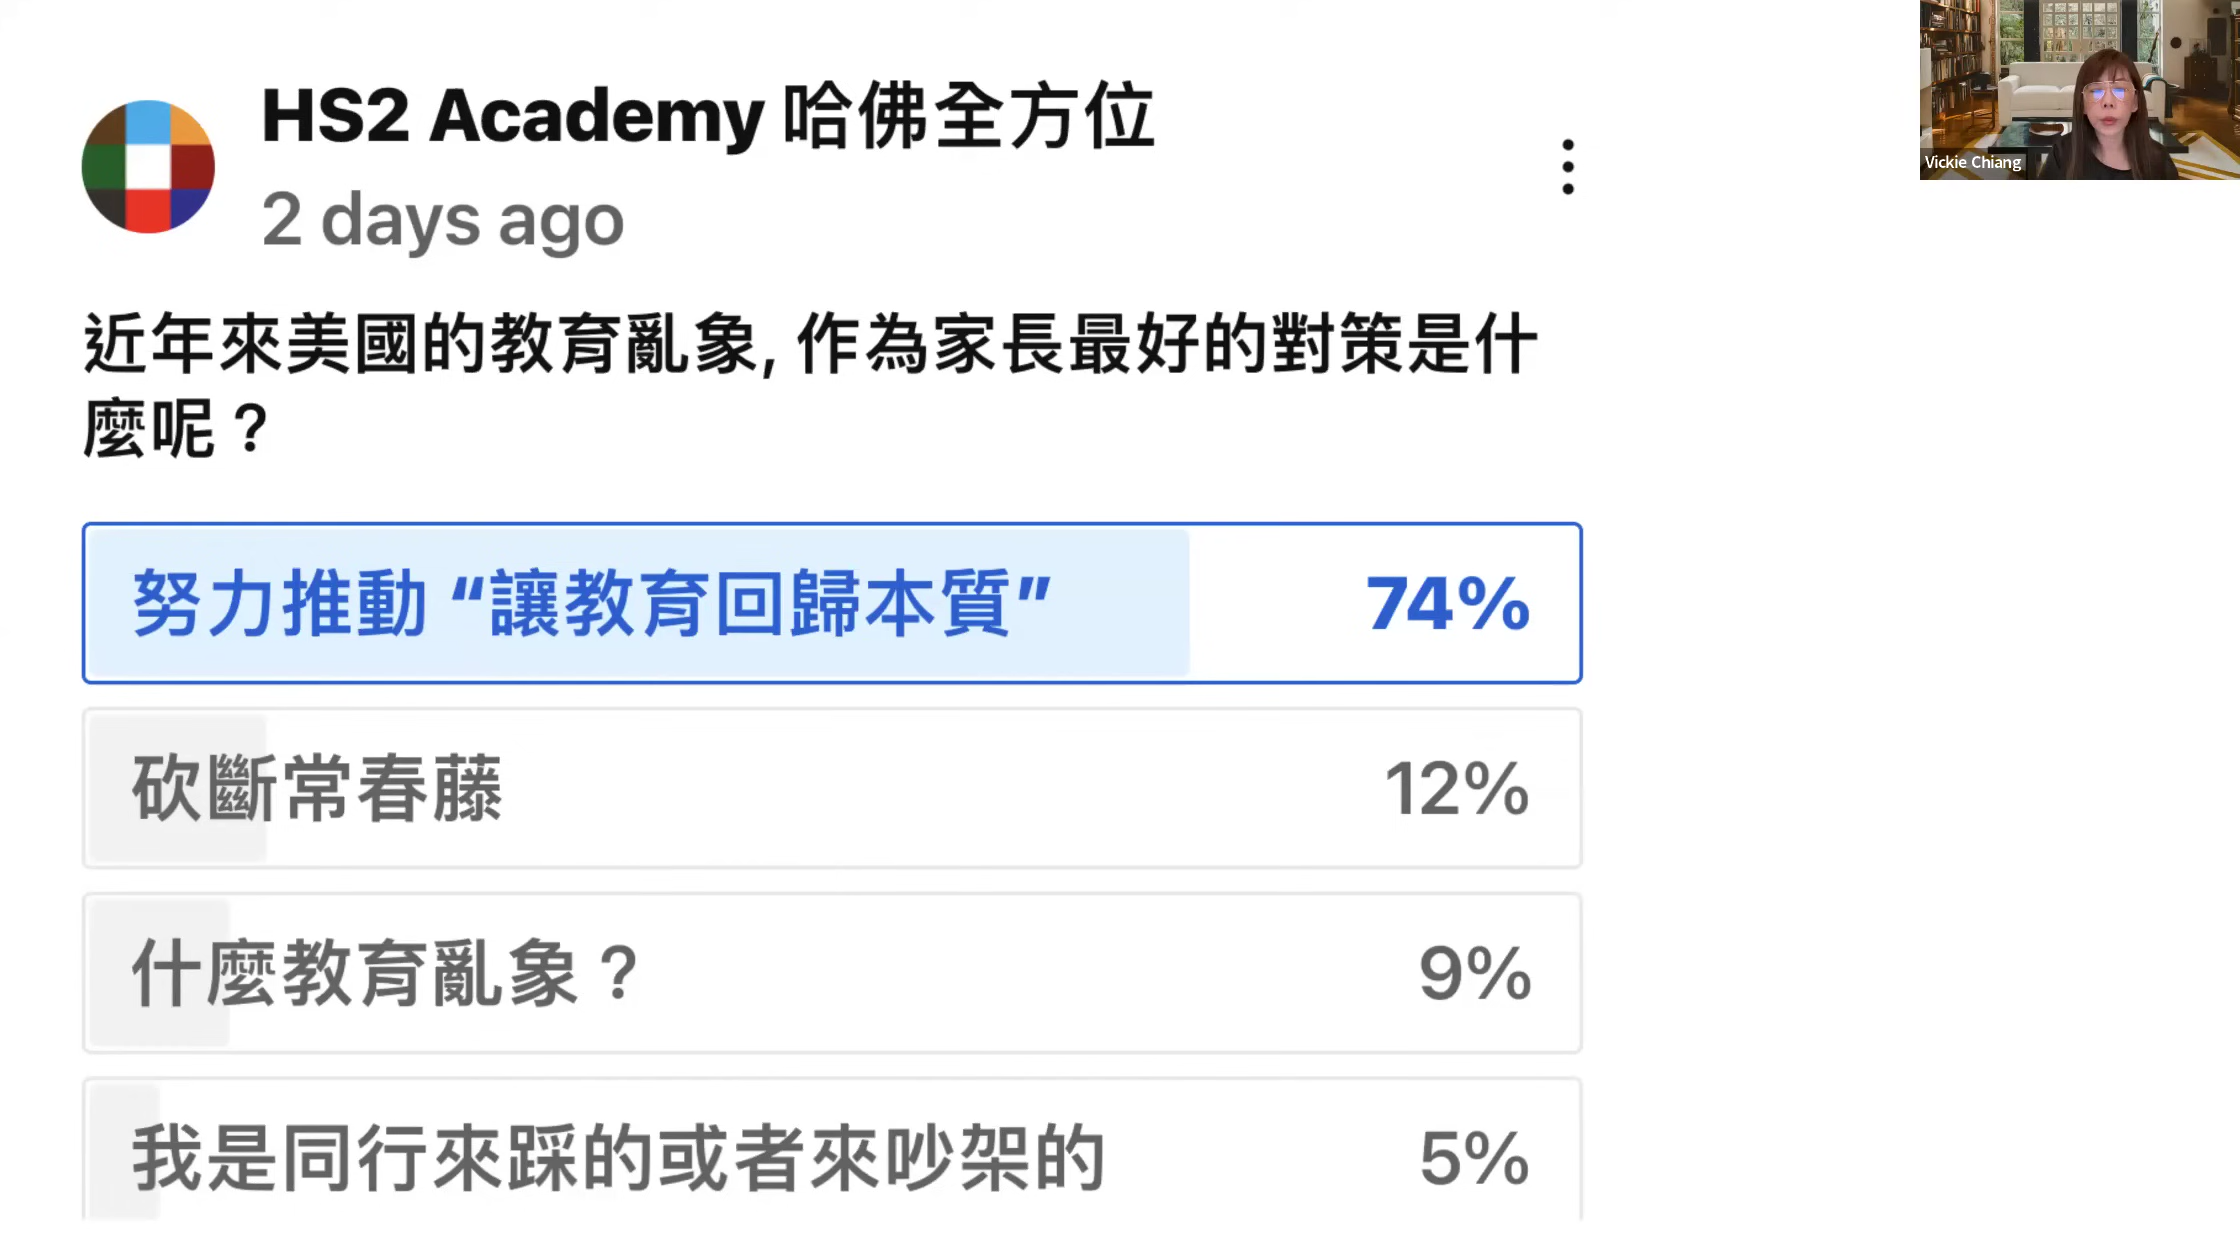 HS2 Academy 哈佛全方位
2 days ago
Vickie Chiang
近年來美國的教育亂象, 作為家長最好的對策是什
麼呢？
努力推動 “讓教育回歸本質”
74%
砍斷常春藤
12%
什麼教育亂象？
9%
我是同行來踩的或者來吵架的
5%